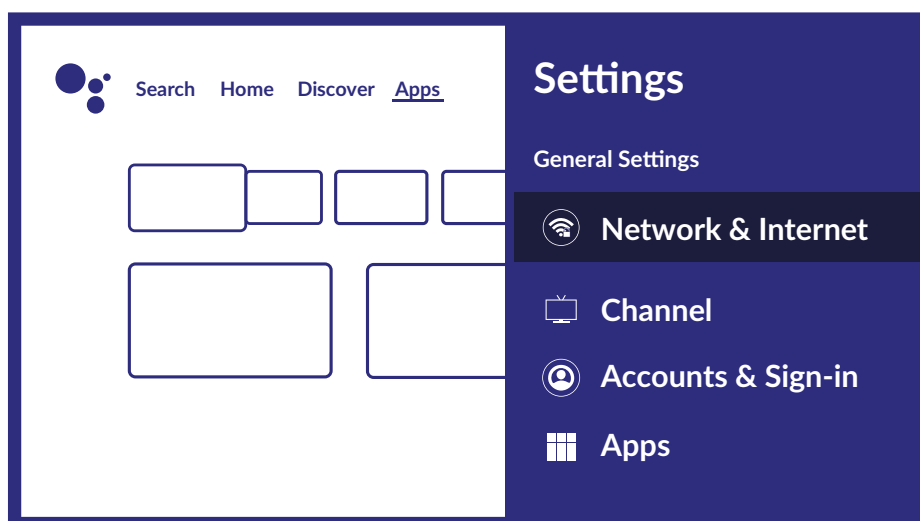 Search Home Discover Apps
Settings
General Settings
Network & Internet
Channel
Accounts & Sign-in
Apps